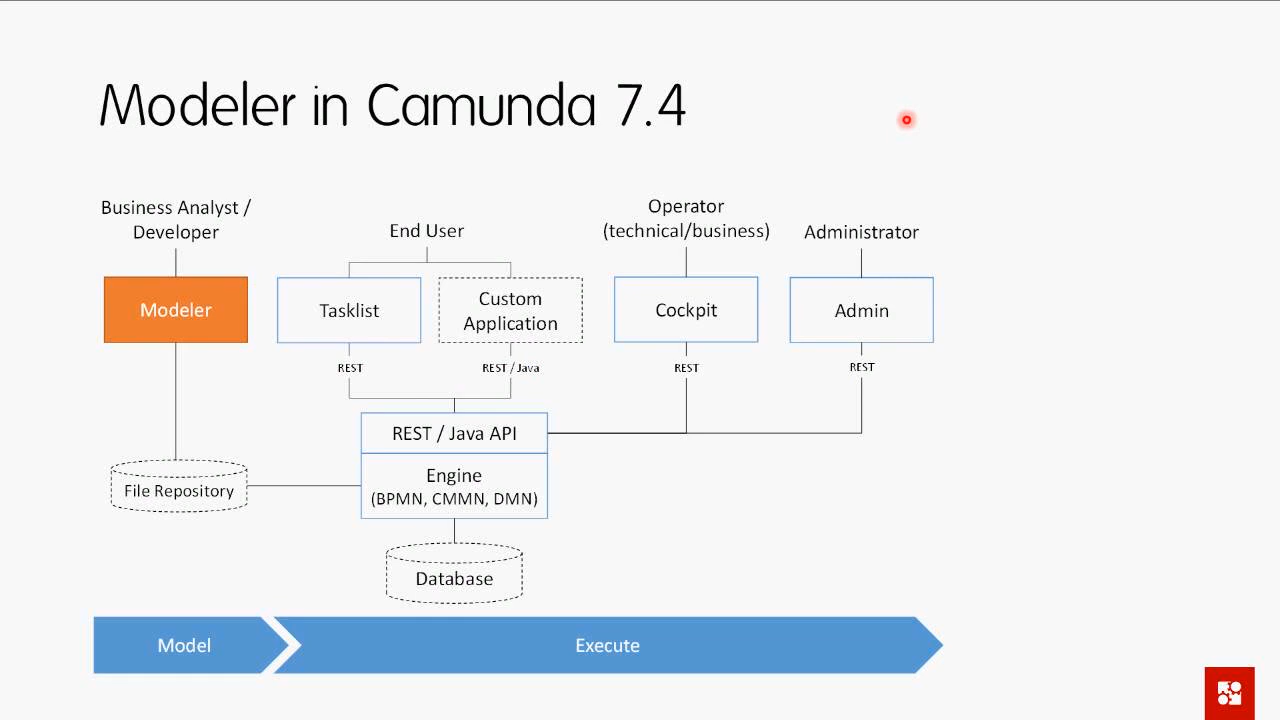 Modeler in Camunda 7.4
Business Analyst /
Developer
End User
Operator
(technical/business)
Administrator
Modeler
Tasklist
Custom
Application
Cockpit
Admin
REST
REST / Java
REST
REST
REST / Java API
File Repository
Engine
(BPMN, CMMN, DMN)
Database
Model
Execute